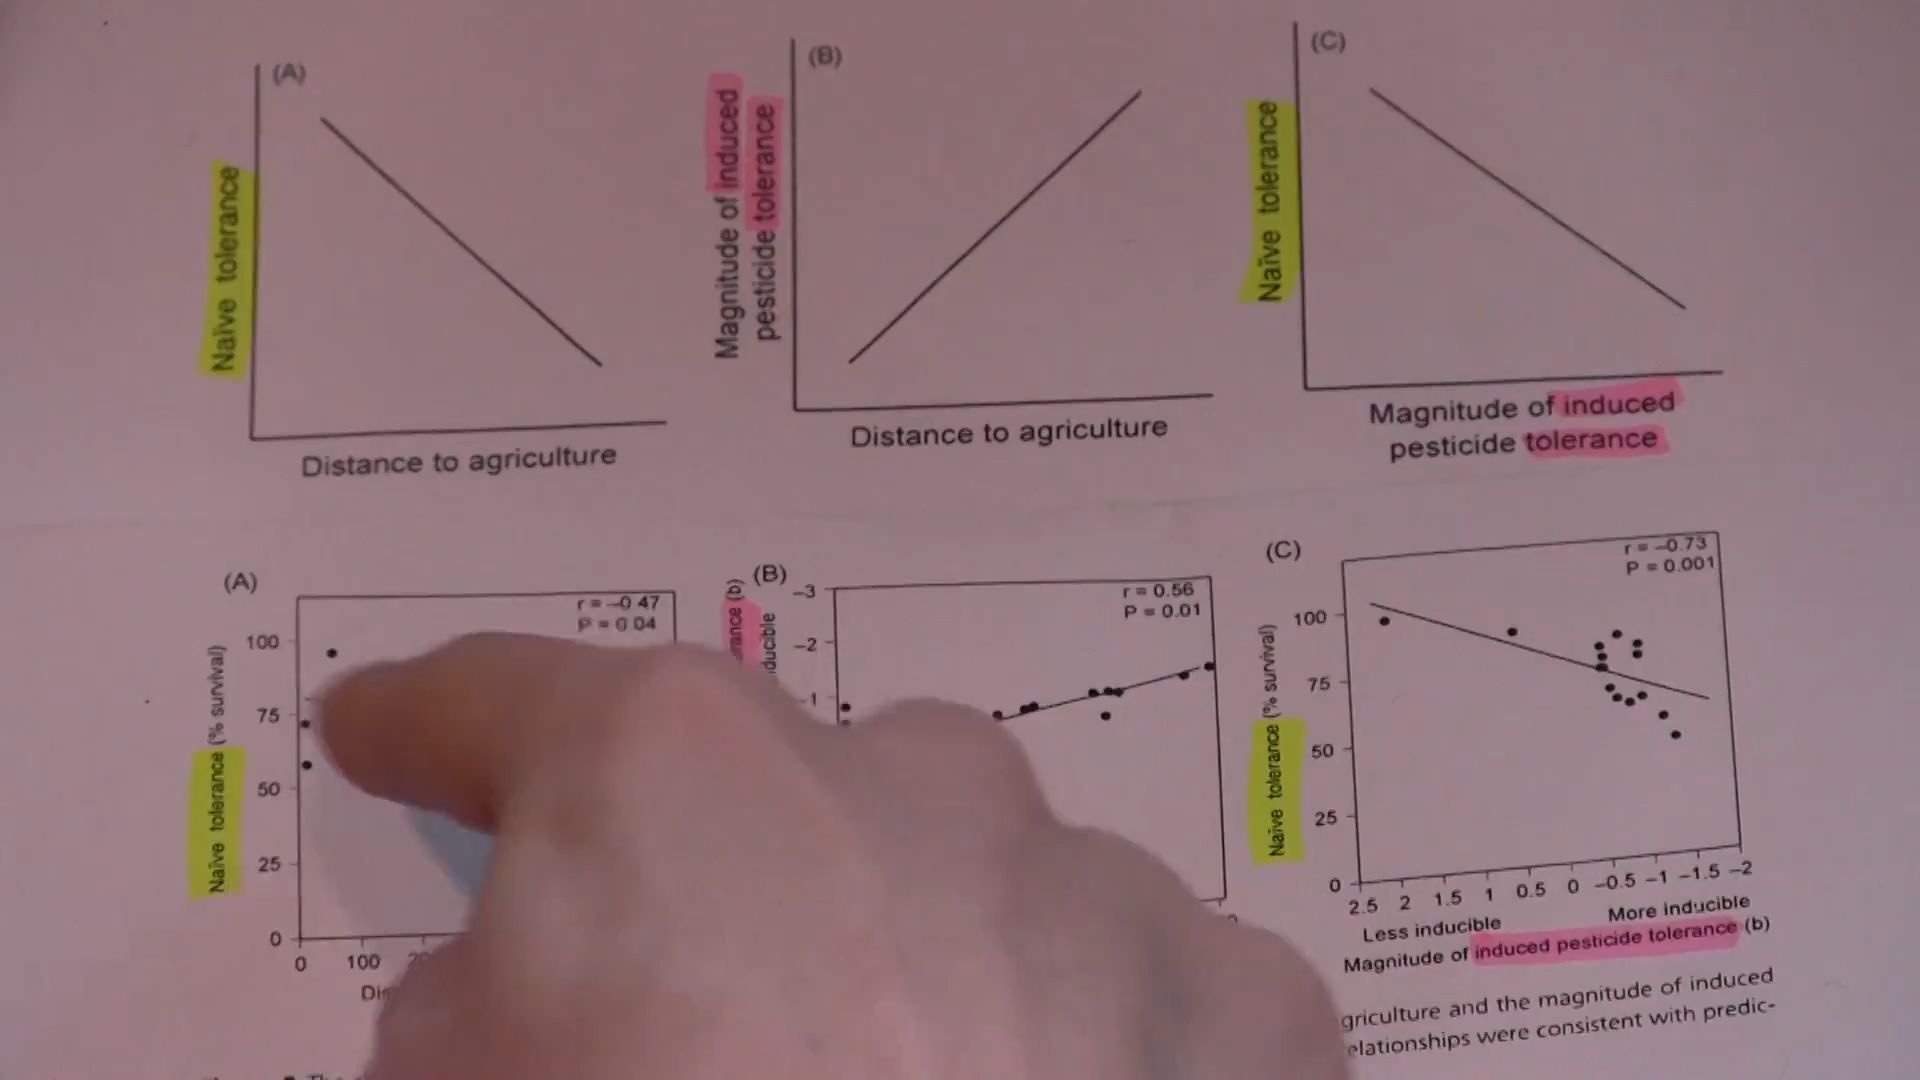 (A)
Naïve tolerance
Distance to agriculture
(B)
Magnitude of induced
pesticide tolerance
Distance to agriculture
(C)
Naïve tolerance
Magnitude of induced
pesticide tolerance
(A)
r = –0 47
P = 0 04
Naïve tolerance (% survival)
100
75
50
25
0
0 100
(B)
r = 0.56
P = 0.01
(b)
–3
–2
(C)
r = –0.73
P = 0.001
Naïve tolerance (% survival)
100
75
50
25
0
2.5 2 1.5 1 0.5 0 –0.5 –1 –1.5 –2
Less inducible More inducible
Magnitude of induced pesticide tolerance (b)
and the magnitude of induced
were consistent with predic-